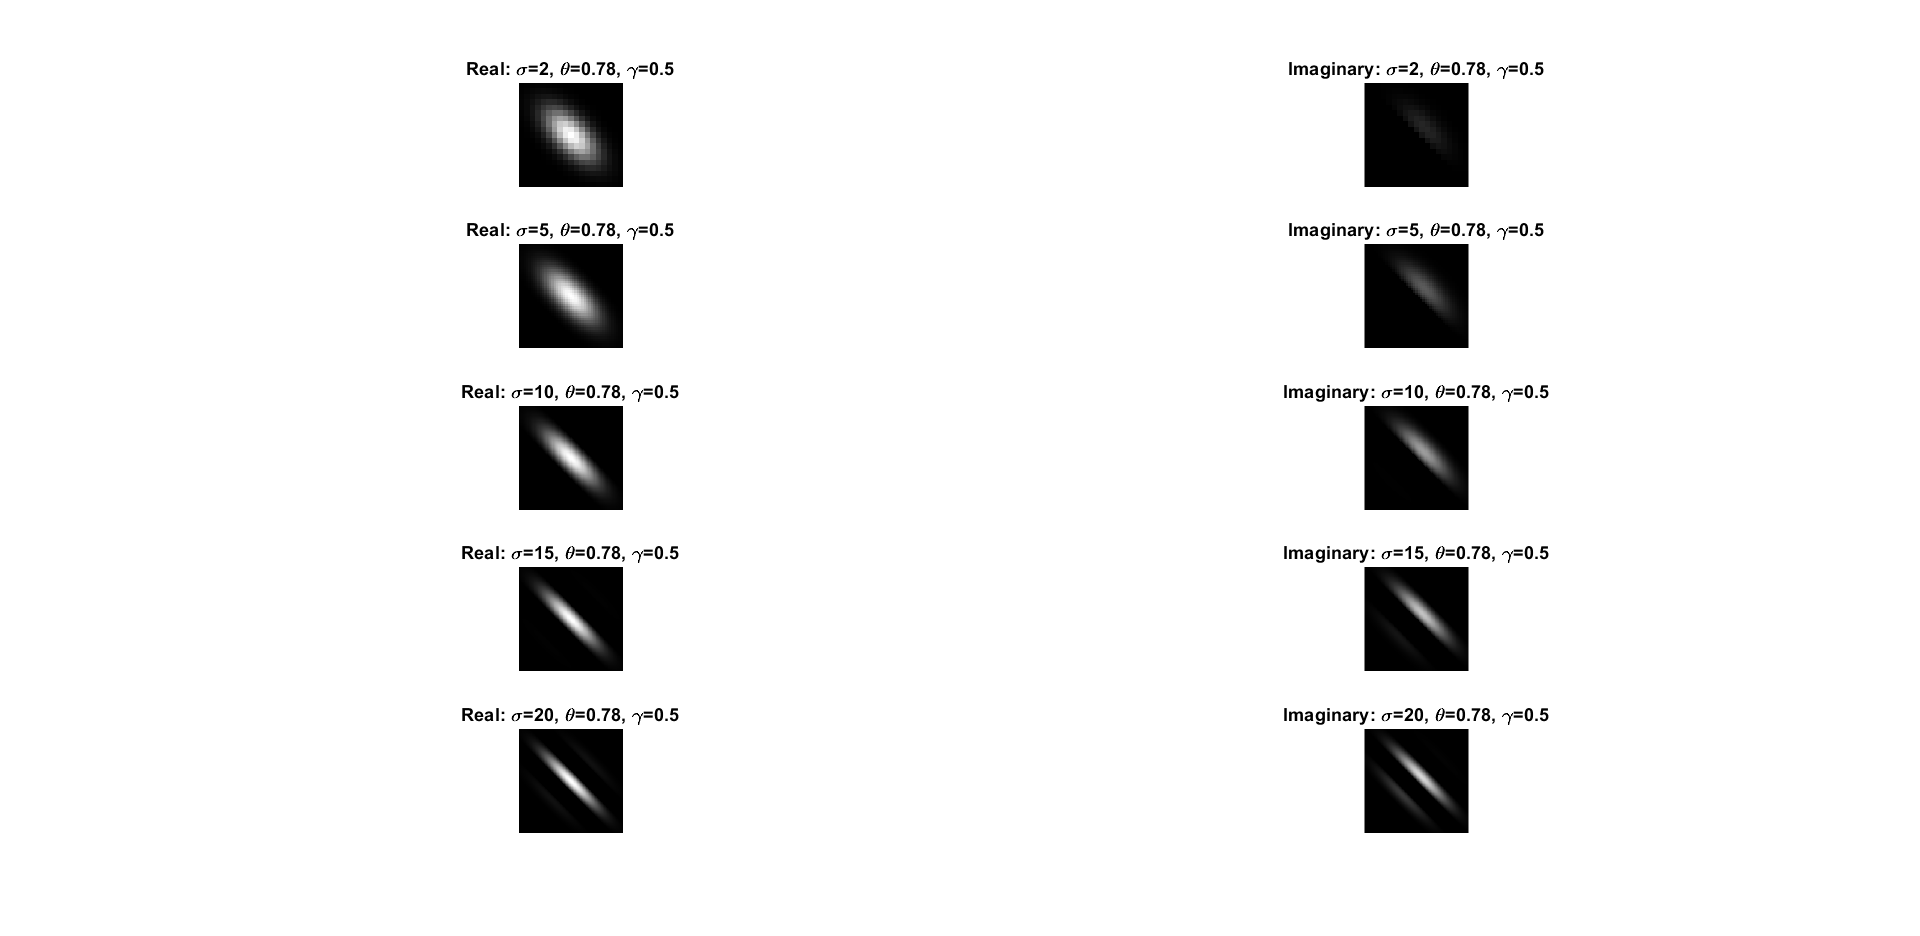 Real: σ=2, θ=0.78, γ=0.5
Imaginary: σ=2, θ=0.78, γ=0.5
Real: σ=5, θ=0.78, γ=0.5
Imaginary: σ=5, θ=0.78, γ=0.5
Real: σ=10, θ=0.78, γ=0.5
Imaginary: σ=10, θ=0.78, γ=0.5
Real: σ=15, θ=0.78, γ=0.5
Imaginary: σ=15, θ=0.78, γ=0.5
Real: σ=20, θ=0.78, γ=0.5
Imaginary: σ=20, θ=0.78, γ=0.5